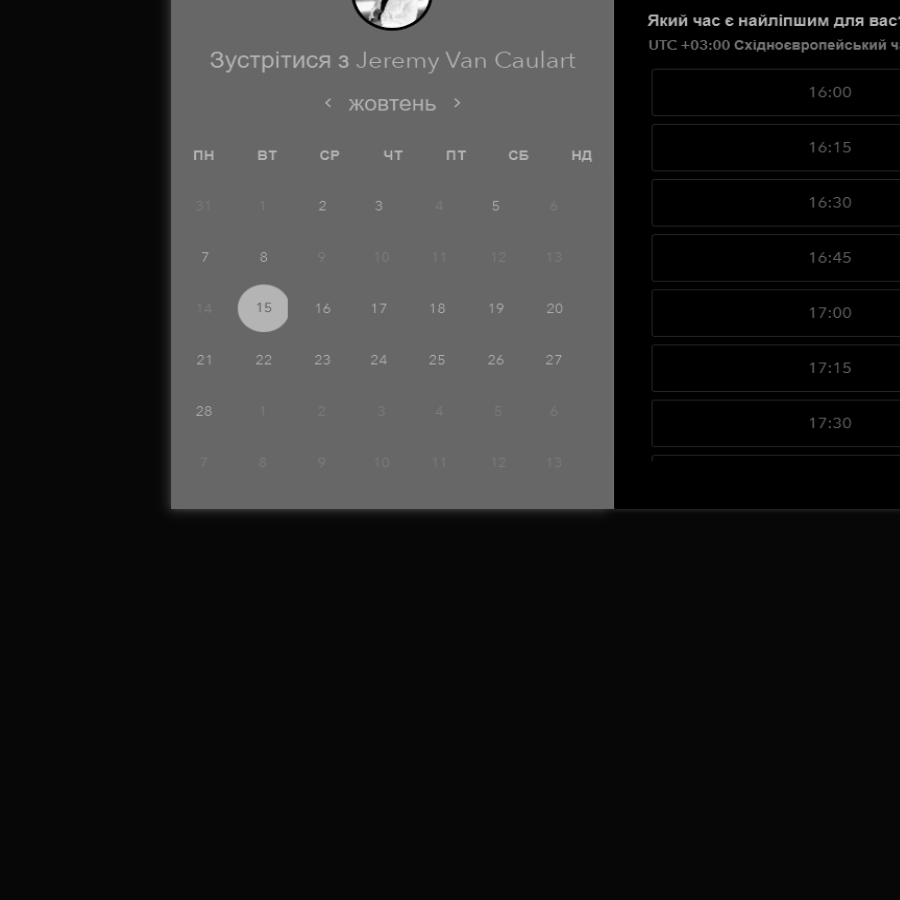 Зустрітися з Jeremy Van Caulart
жовтень
ПН ВТ СР ЧТ ПТ СБ НД
31 1 2 3 4 5 6
7 8 9 10 11 12 13
14 15 16 17 18 19 20
21 22 23 24 25 26 27
28 1 2 3 4 5 6
7 8 9 10 11 12 13
Який час є найліпшим для вас
UTC +03:00 Східноєвропейський
16:00
16:15
16:30
16:45
17:00
17:15
17:30